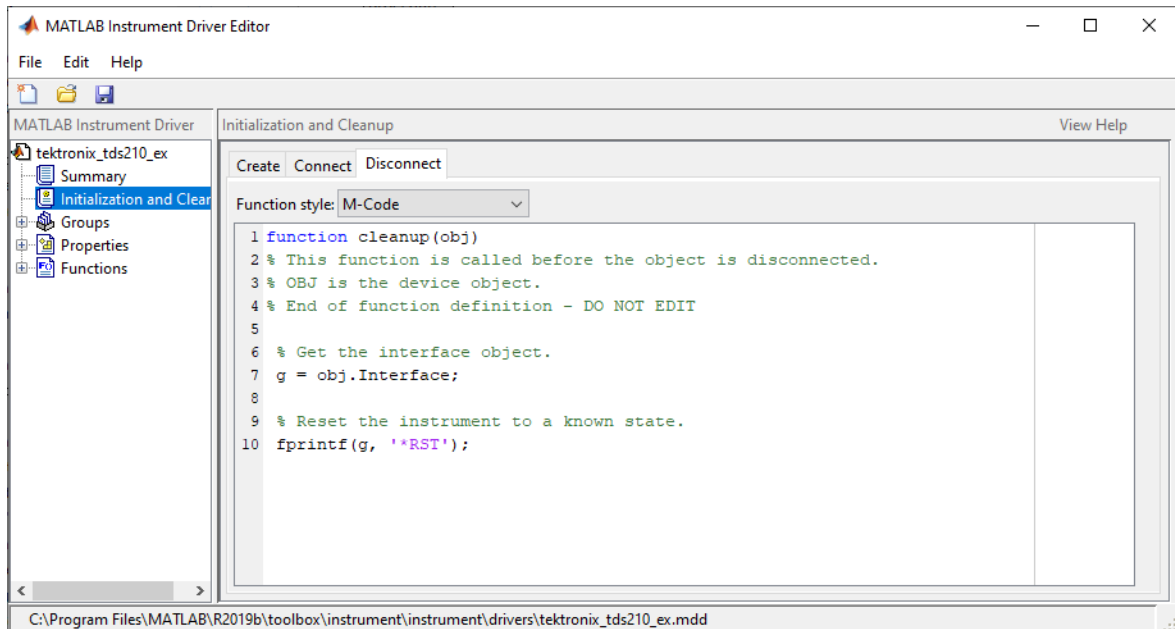 MATLAB Instrument Driver Editor
File Edit Help
MATLAB Instrument Driver
Initialization and Cleanup View Help
tektronix_tds210_ex
Summary
Initialization and Clear
Groups
Properties
Functions
Create Connect Disconnect
Function style: M-Code
1 function cleanup(obj)
2 % This function is called before the object is disconnected.
3 % OBJ is the device object.
4 % End of function definition - DO NOT EDIT
5
6 % Get the interface object.
7 g = obj.Interface;
8
9 % Reset the instrument to a known state.
10 fprintf(g, '*RST');
C:\Program Files\MATLAB\R2019b\toolbox\instrument\instrument\drivers\tektronix_tds210_ex.mdd